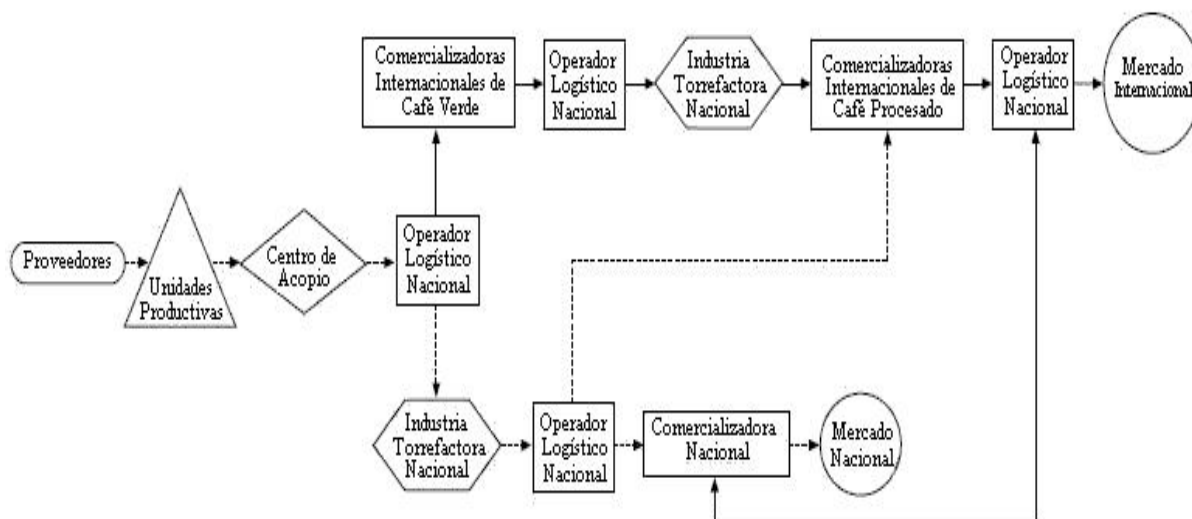 Comercializadoras
Internacionales de
Café Verde
Operador
Logístico
Nacional
Industria
Torrefactora
Nacional
Comercializadoras
Internacionales de
Café Procesado
Operador
Logístico
Nacional
Mercado
Internacional
Proveedores
Unidades
Productivas
Centro de
Acopio
Operador
Logístico
Nacional
Industria
Torrefactora
Nacional
Operador
Logístico
Nacional
Comercializadora
Nacional
Mercado
Nacional